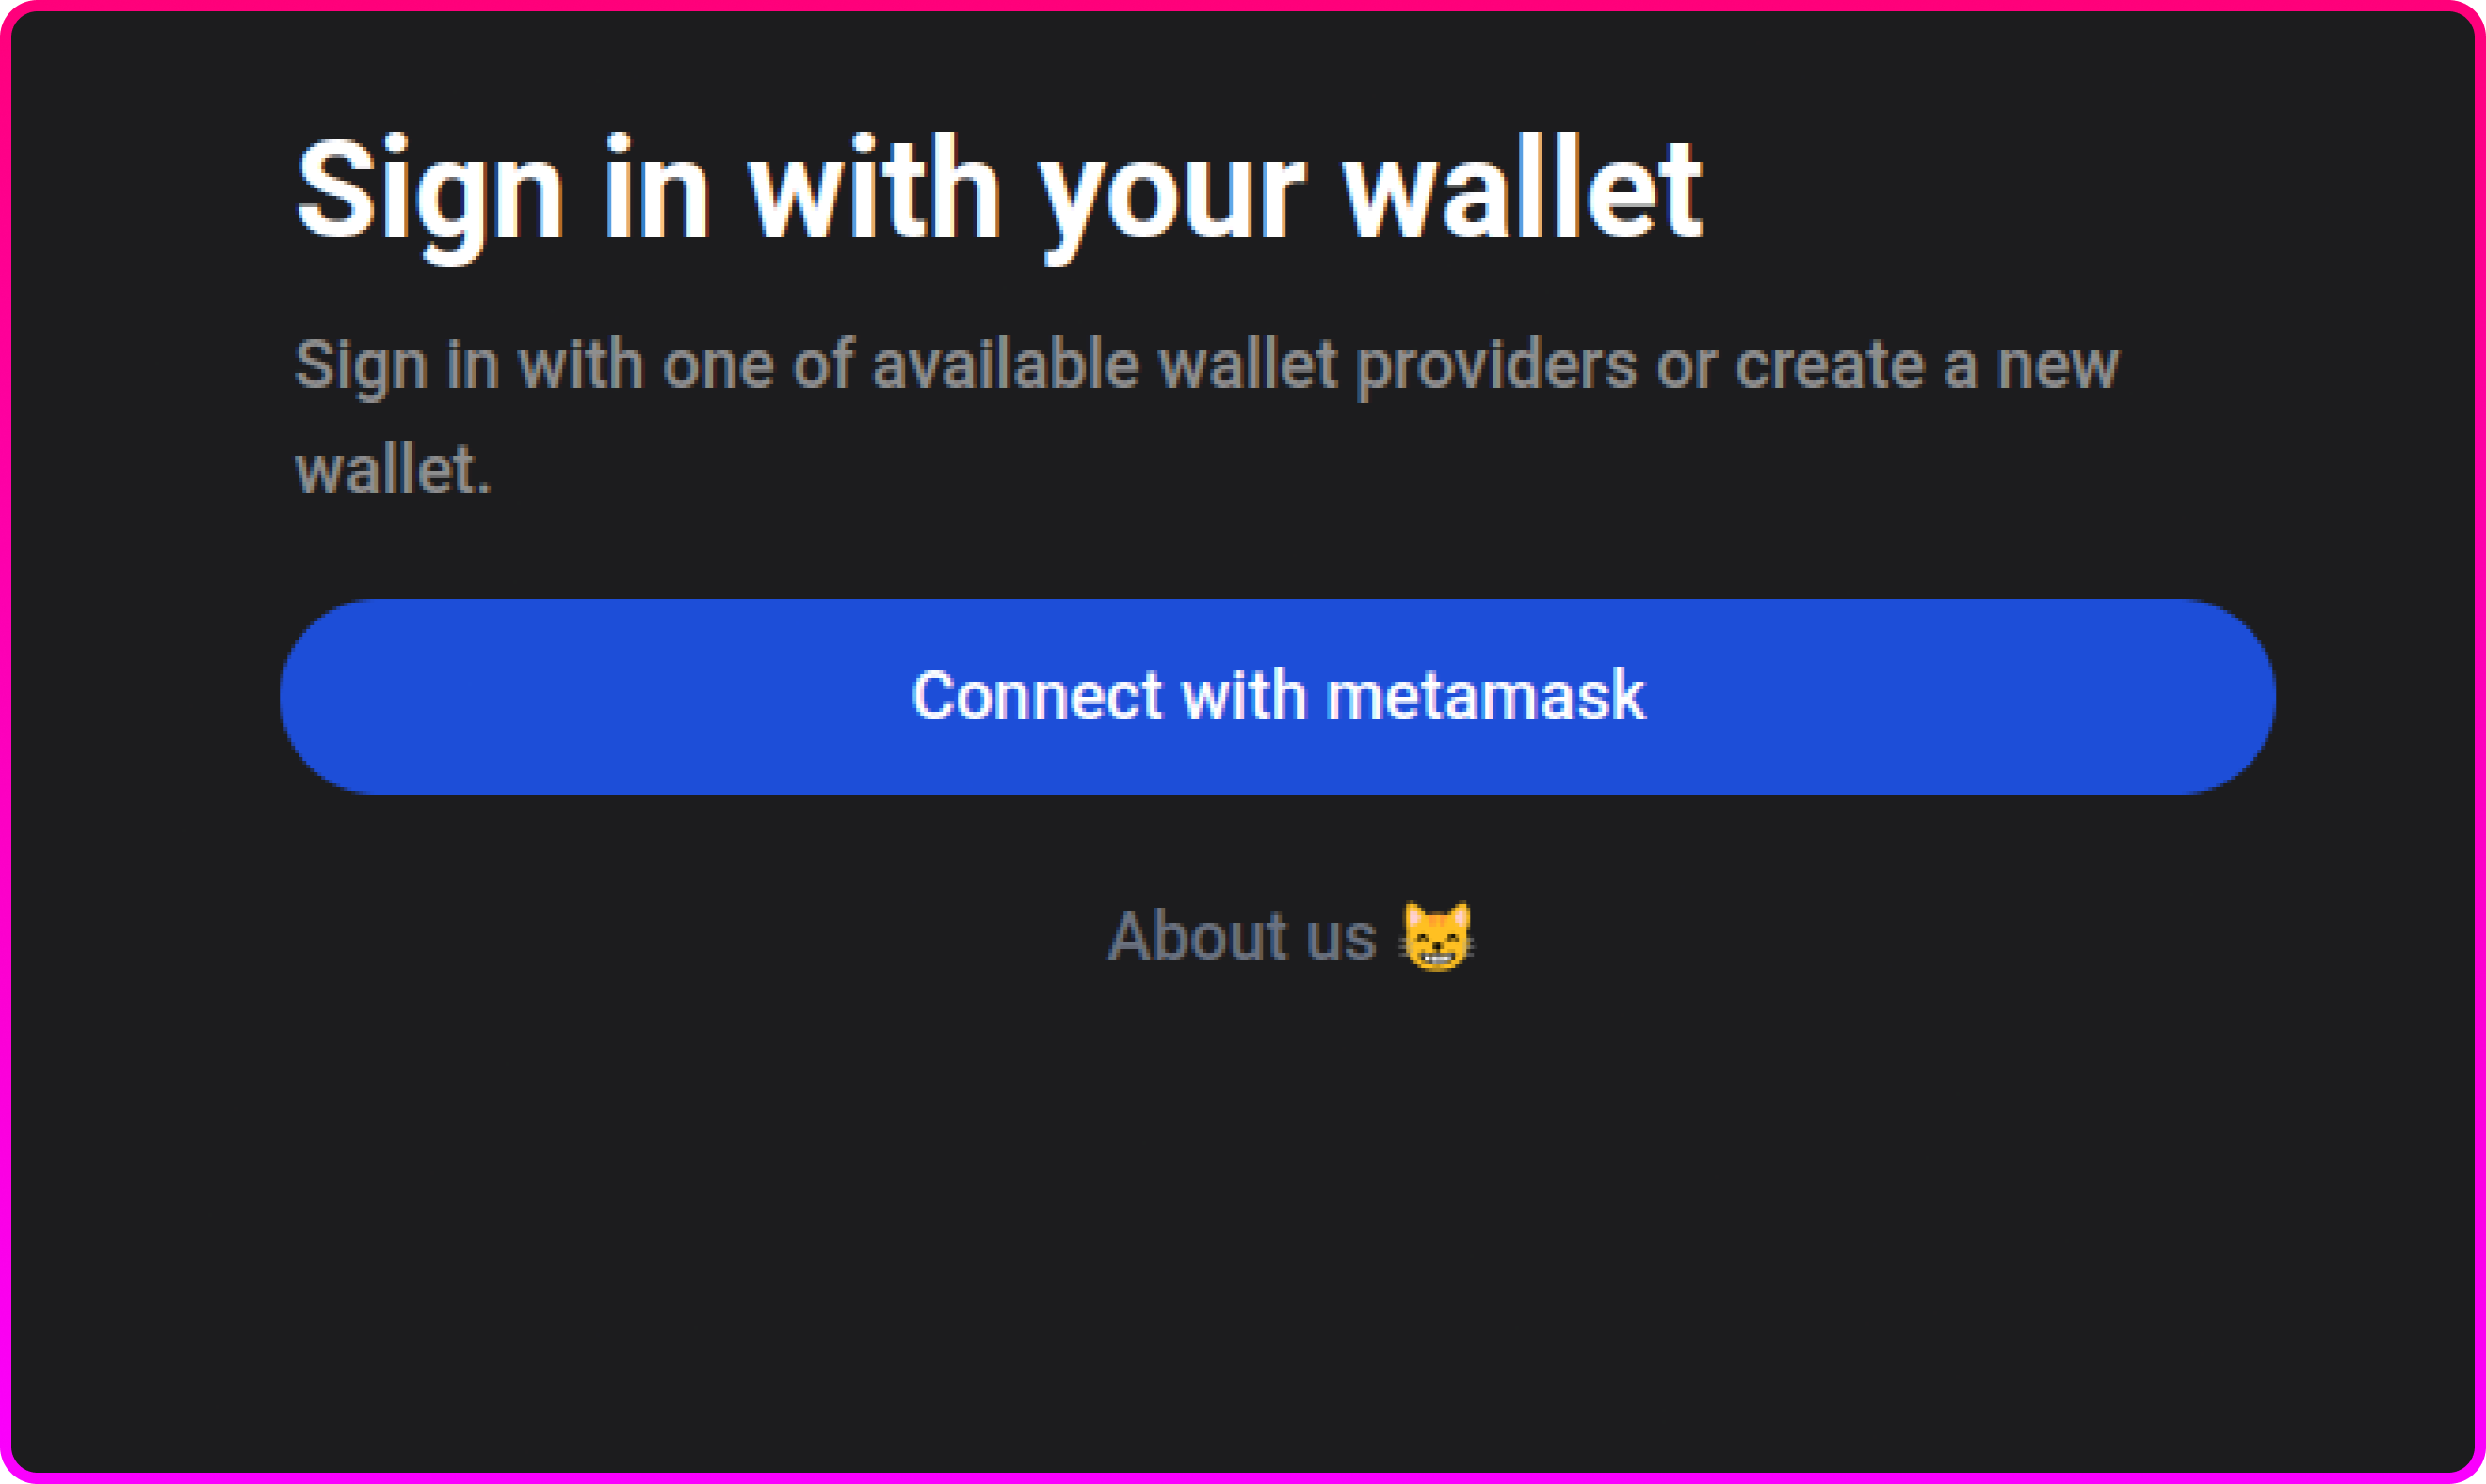 Sign in with your wallet
Sign in with one of available wallet providers or create a new
wallet.
Connect with metamask
About us 😸